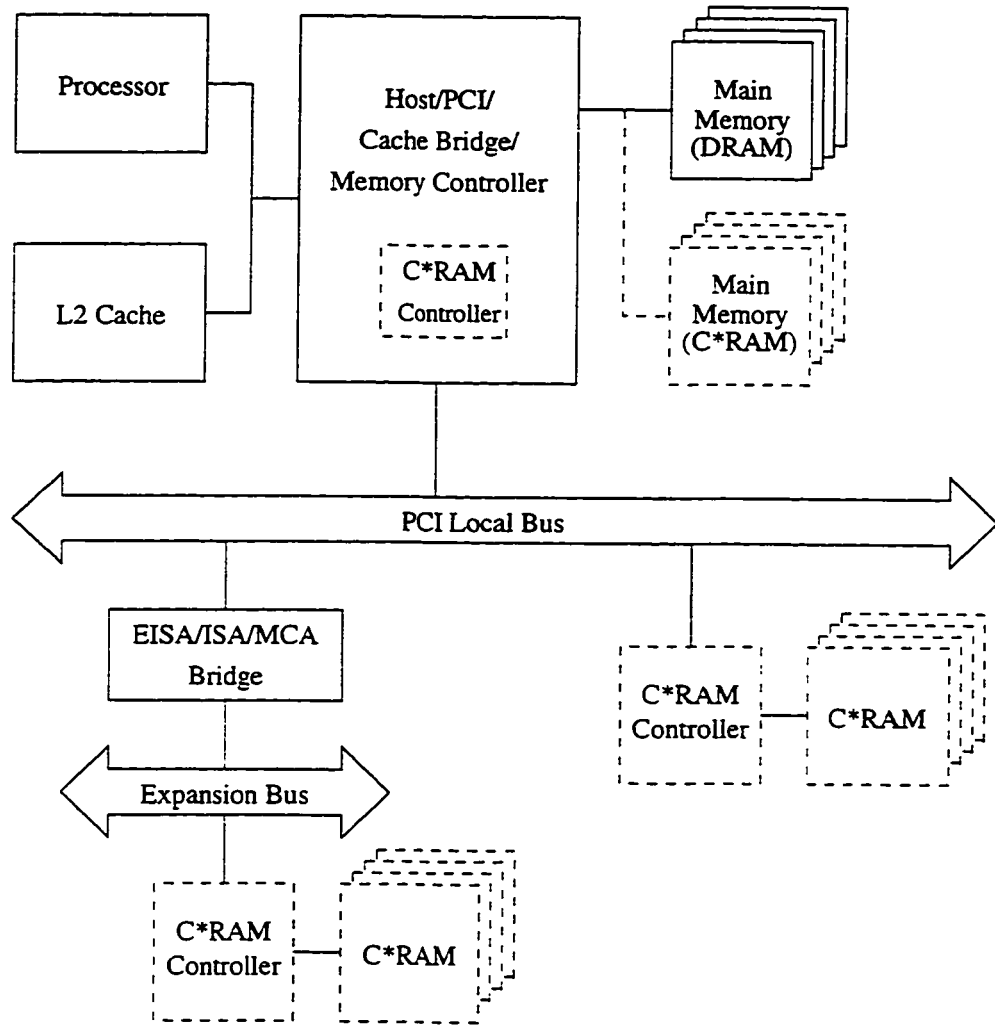 Processor
Host/PCI/
Cache Bridge/
Memory Controller
C*RAM
Controller
Main
Memory
(DRAM)
L2 Cache
Main
Memory
(C*RAM)
PCI Local Bus
EISA/ISA/MCA
Bridge
C*RAM
Controller
C*RAM
Expansion Bus
C*RAM
Controller
C*RAM